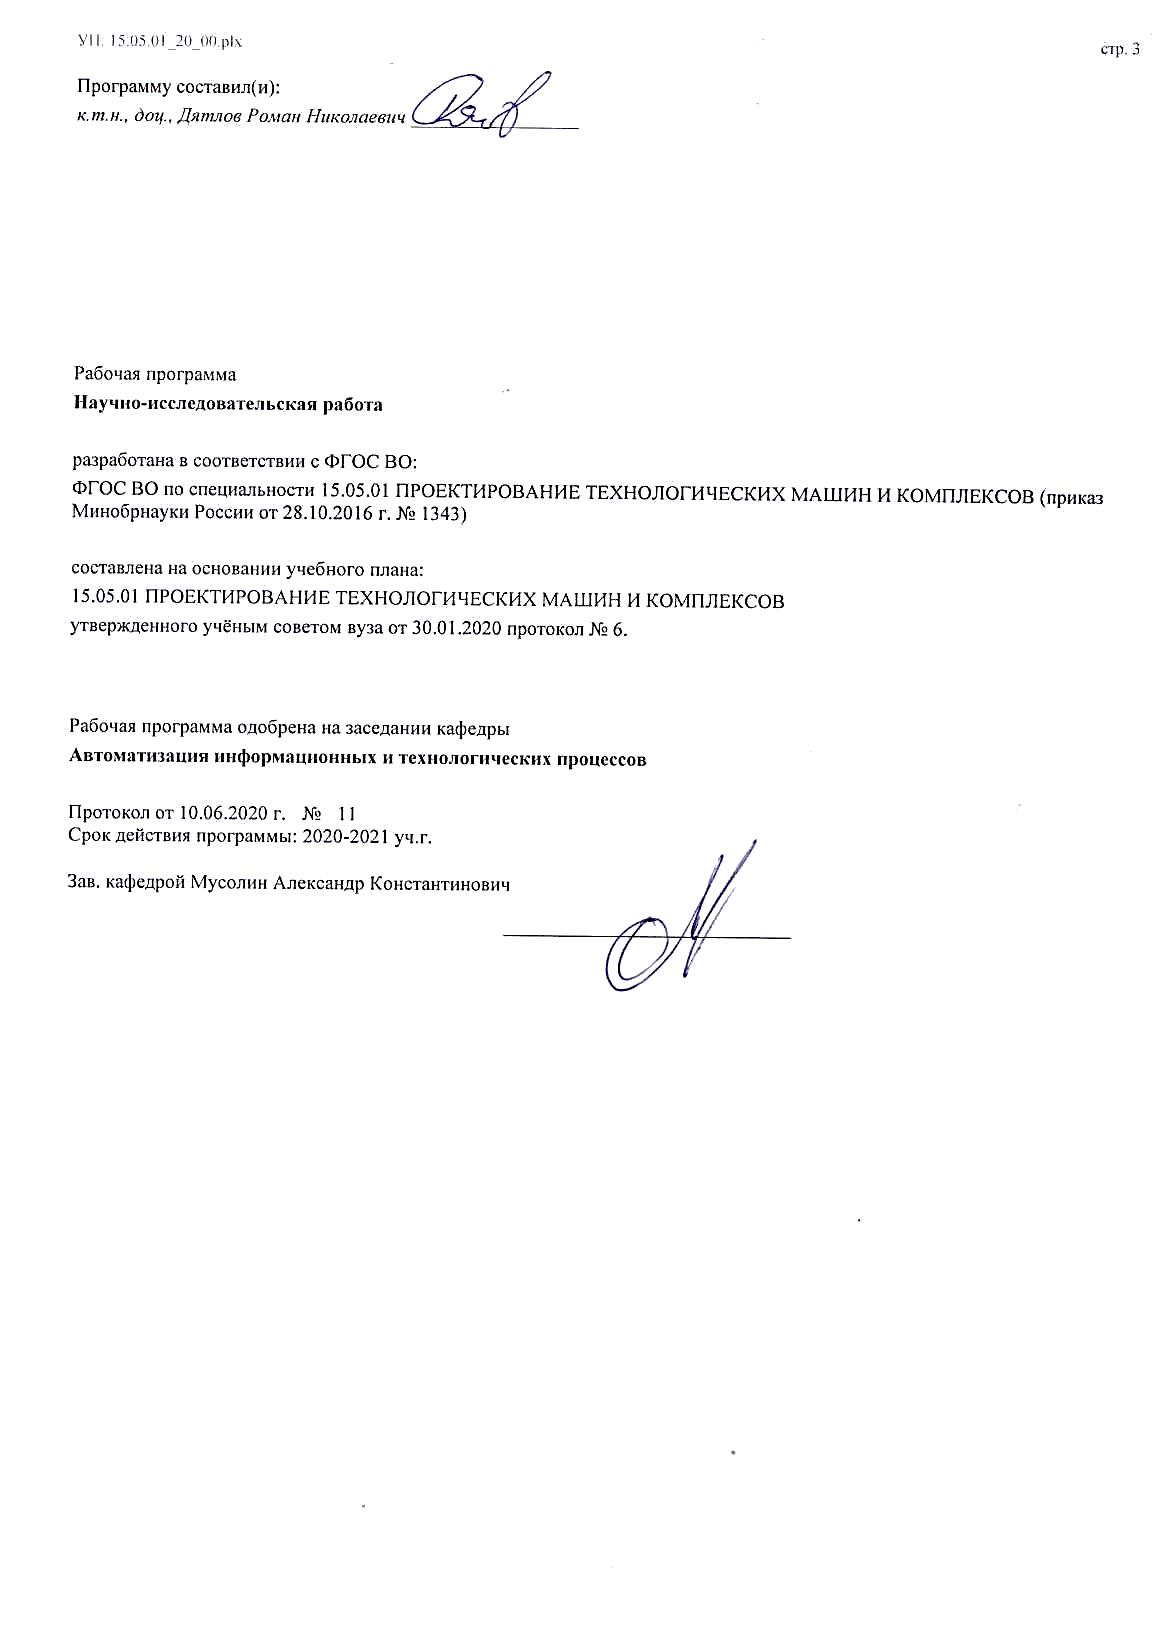 УП: 15.05.01_20_00.plx
стр. 3
Программу составил(и):
к.т.н., доц., Дятлов Роман Николаевич
Рабочая программа
Научно-исследовательская работа
разработана в соответствии с ФГОС ВО:
ФГОС ВО по специальности 15.05.01 ПРОЕКТИРОВАНИЕ ТЕХНОЛОГИЧЕСКИХ МАШИН И КОМПЛЕКСОВ (приказ
Минобрнауки России от 28.10.2016 г. № 1343)
составлена на основании учебного плана:
15.05.01 ПРОЕКТИРОВАНИЕ ТЕХНОЛОГИЧЕСКИХ МАШИН И КОМПЛЕКСОВ
утвержденного учёным советом вуза от 30.01.2020 протокол № 6.
Рабочая программа одобрена на заседании кафедры
Автоматизация информационных и технологических процессов
Протокол от 10.06.2020 г. № 11
Срок действия программы: 2020-2021 уч.г.
Зав. кафедрой Мусолин Александр Константинович